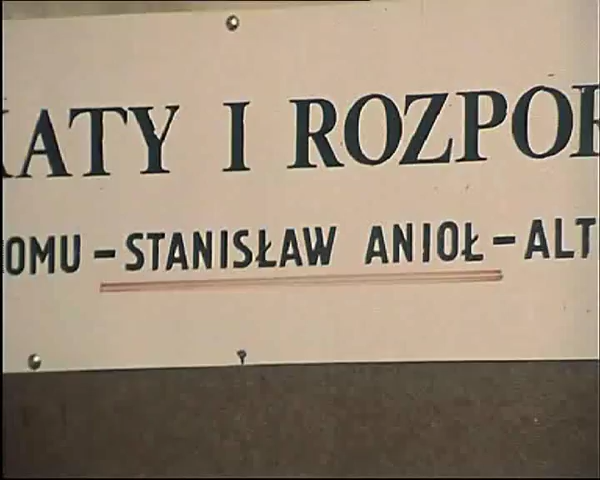 KATY I ROZPOR
OMU – STANISŁAW ANIOŁ – ALT